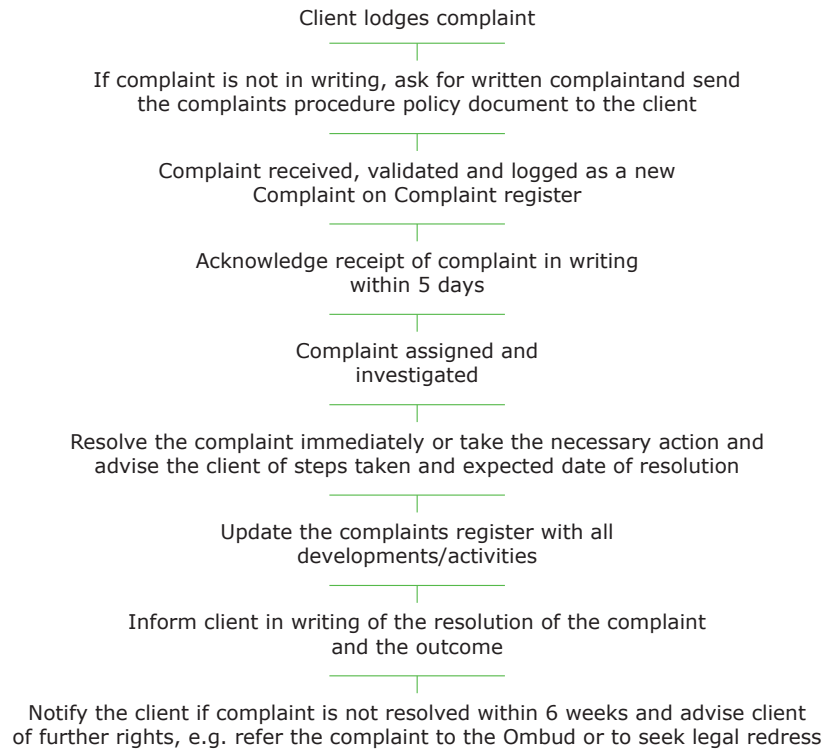 Client lodges complaint
If complaint is not in writing, ask for written complaintand send
the complaints procedure policy document to the client
Complaint received, validated and logged as a new
Complaint on Complaint register
Acknowledge receipt of complaint in writing
within 5 days
Complaint assigned and
investigated
Resolve the complaint immediately or take the necessary action and
advise the client of steps taken and expected date of resolution
Update the complaints register with all
developments/activities
Inform client in writing of the resolution of the complaint
and the outcome
Notify the client if complaint is not resolved within 6 weeks and advise client
of further rights, e.g. refer the complaint to the Ombud or to seek legal redress